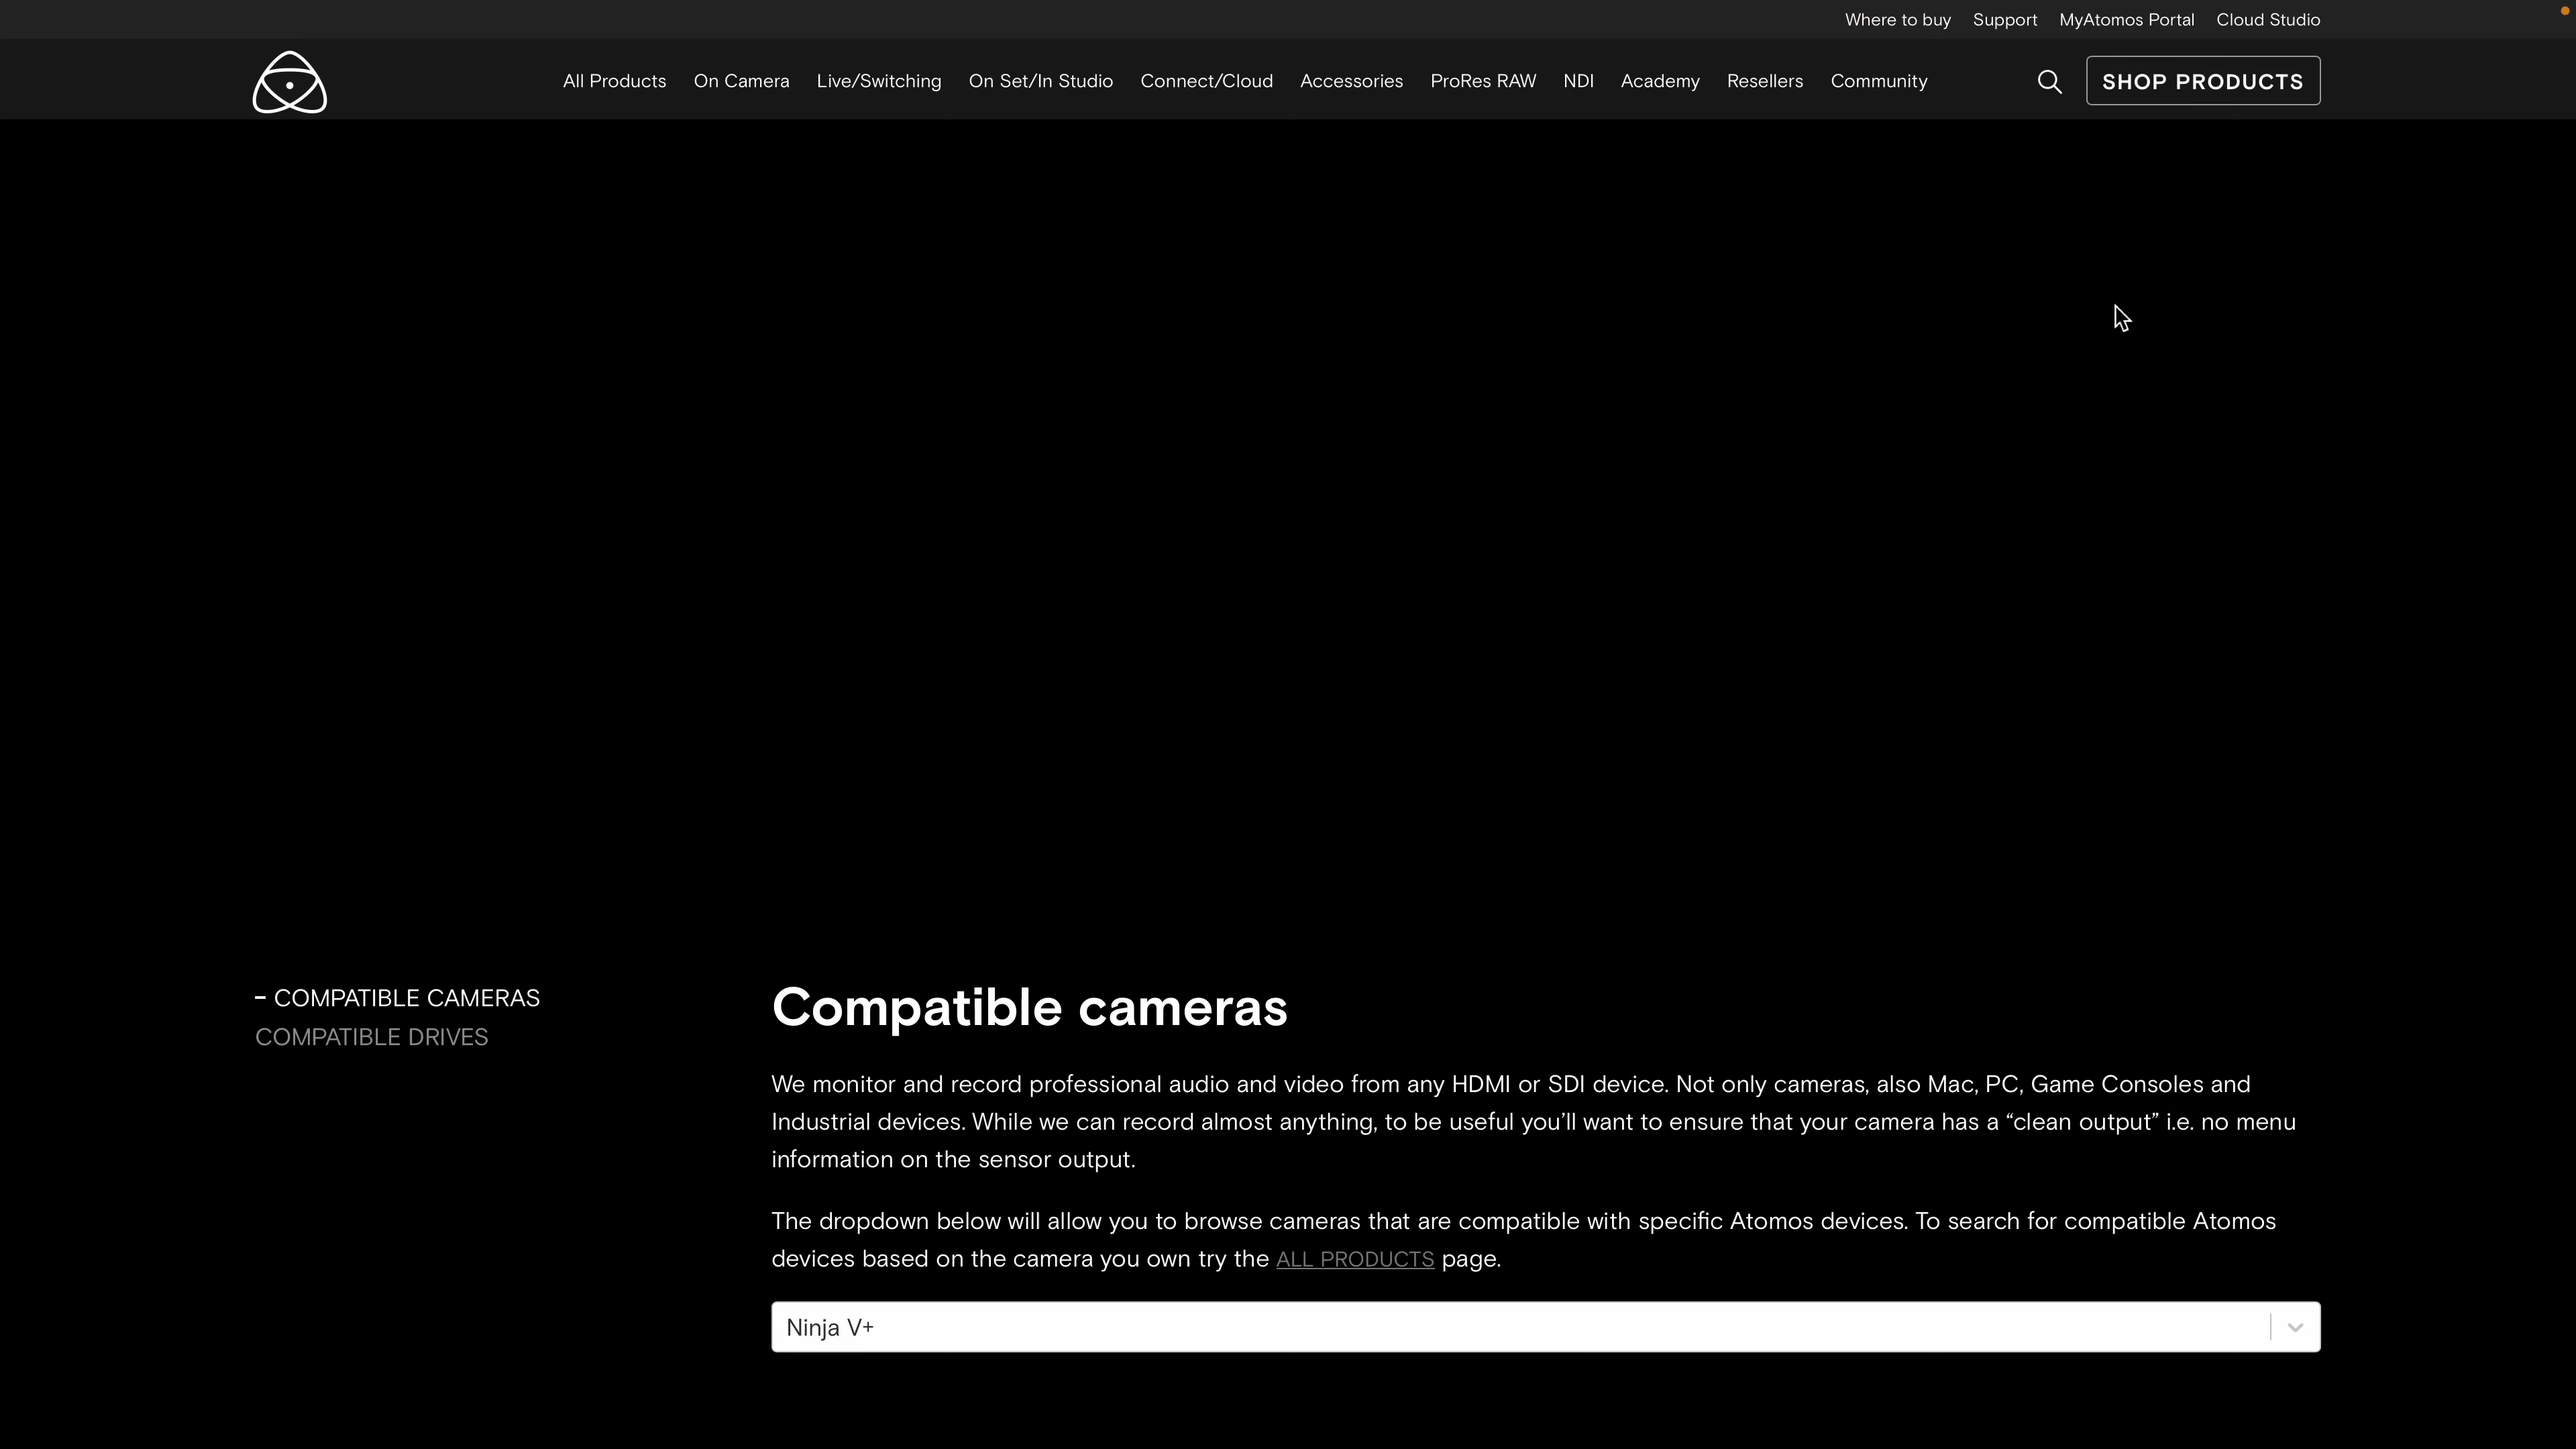 Where to buy Support MyAtomos Portal Cloud Studio
All Products On Camera Live/Switching On Set/In Studio Connect/Cloud Accessories ProRes RAW NDI Academy Resellers Community SHOP PRODUCTS
– COMPATIBLE CAMERAS
COMPATIBLE DRIVES
Compatible cameras
We monitor and record professional audio and video from any HDMI or SDI device. Not only cameras, also Mac, PC, Game Consoles and
Industrial devices. While we can record almost anything, to be useful you’ll want to ensure that your camera has a “clean output” i.e. no menu
information on the sensor output.
The dropdown below will allow you to browse cameras that are compatible with specific Atomos devices. To search for compatible Atomos
devices based on the camera you own try the ALL PRODUCTS page.
Ninja V+